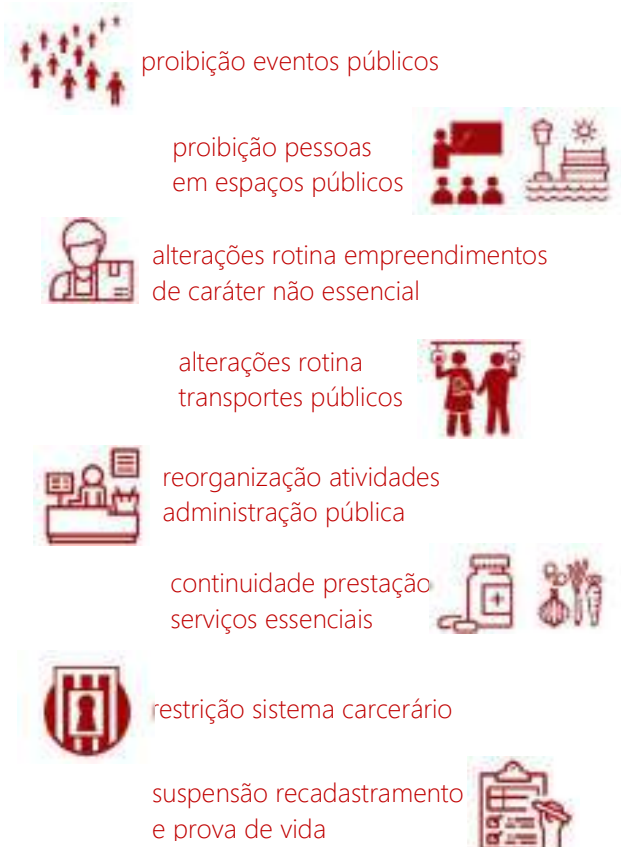 proibição eventos públicos
proibição pessoas
em espaços públicos
alterações rotina empreendimentos
de caráter não essencial
alterações rotina
transportes públicos
reorganização atividades
administração pública
continuidade prestação
serviços essenciais
restrição sistema carcerário
suspensão recadastramento
e prova de vida